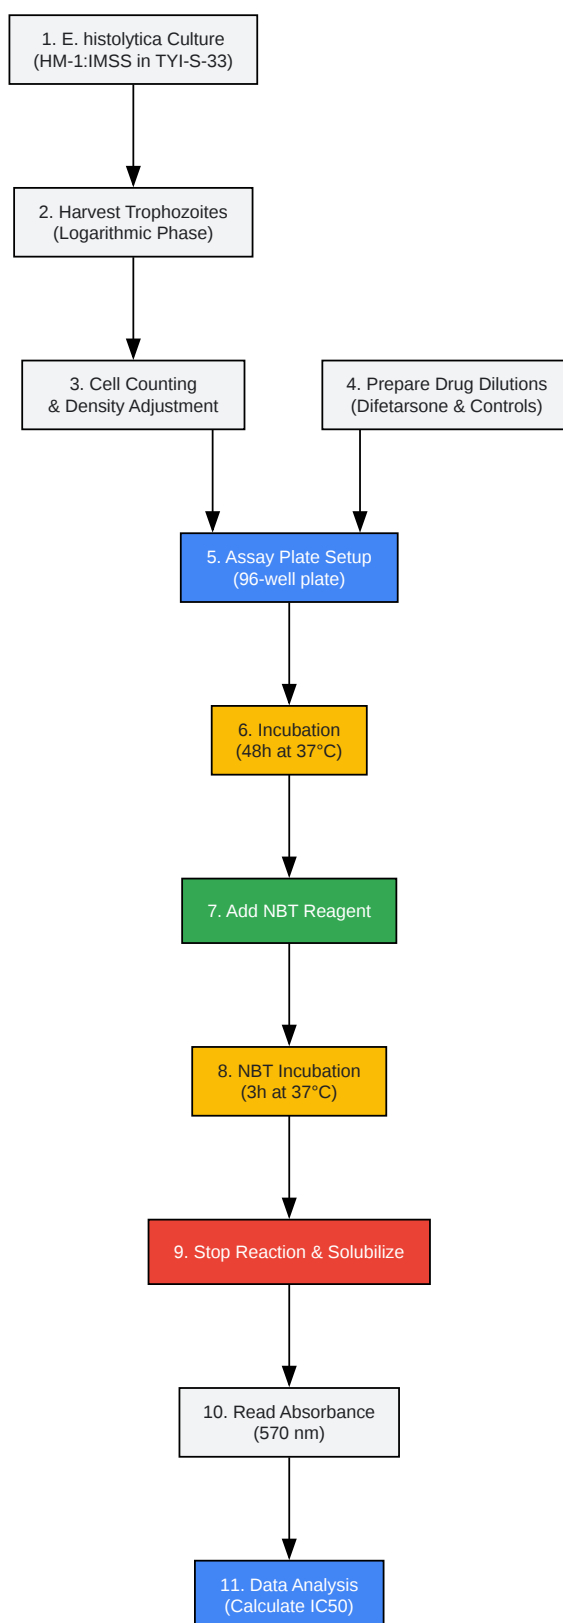 1. E. histolytica Culture
(HM-1:IMSS in TYI-S-33)
2. Harvest Trophozoites
(Logarithmic Phase)
3. Cell Counting
& Density Adjustment
4. Prepare Drug Dilutions
(Difetarsone & Controls)
5. Assay Plate Setup
(96-well plate)
6. Incubation
(48h at 37°C)
7. Add NBT Reagent
8. NBT Incubation
(3h at 37°C)
9. Stop Reaction & Solubilize
10. Read Absorbance
(570 nm)
11. Data Analysis
(Calculate IC50)